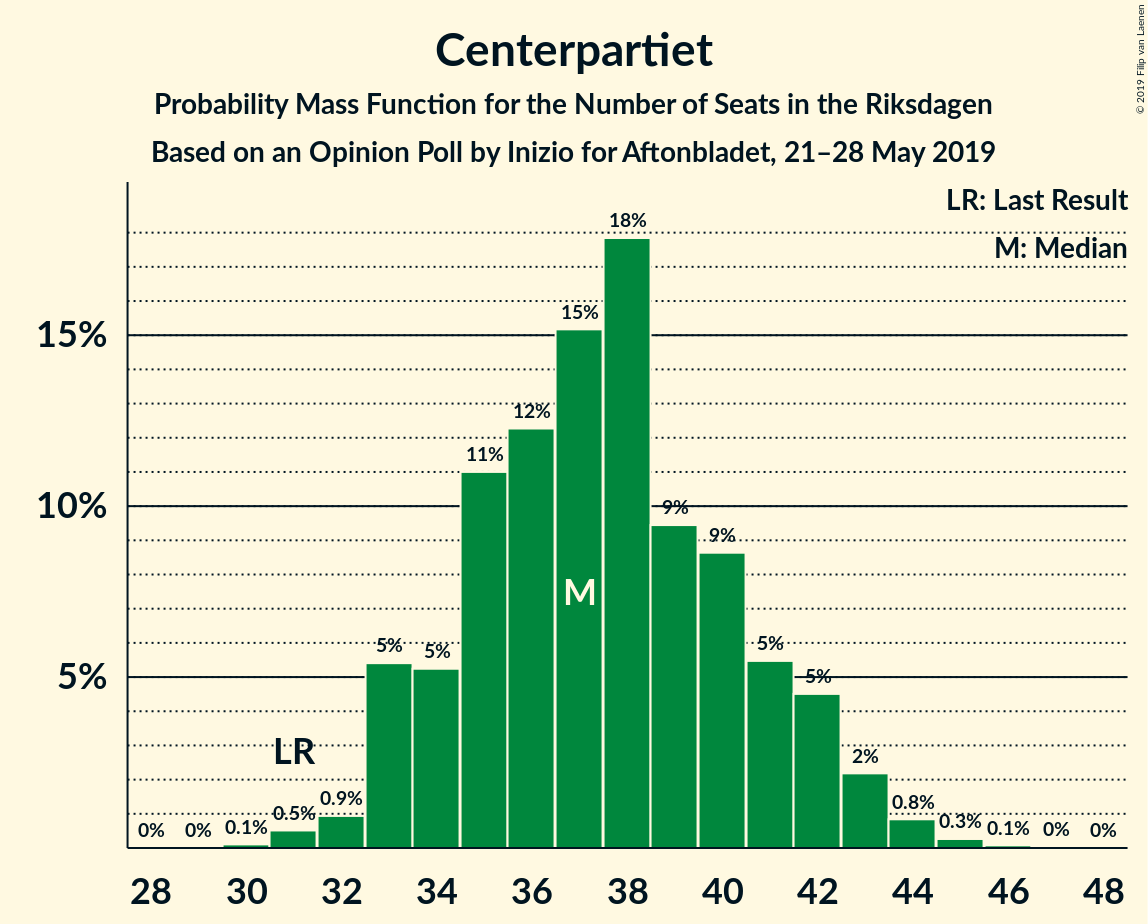 Centerpartiet
Probability Mass Function for the Number of Seats in the Riksdagen
Based on an Opinion Poll by Inizio for Aftonbladet, 21–28 May 2019
© 2019 Filip van Laenen
LR: Last Result
M: Median
15%
10%
5%
0%
0%
0.1%
0.5%
0.9%
5%
5%
11%
12%
15%
18%
9%
9%
5%
5%
2%
0.8%
0.3%
0.1%
0%
0%
LR
M
28 30 32 34 36 38 40 42 44 46 48